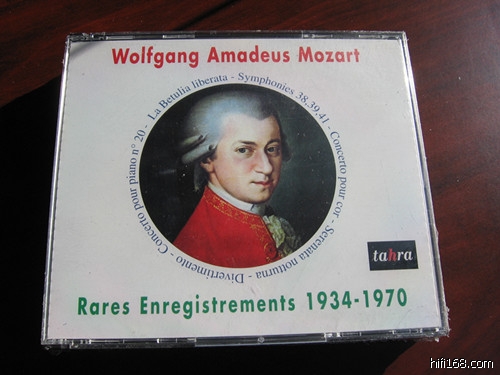 Wolfgang Amadeus Mozart
La Betulia liberata - Symphonies 38,39,41 - Concerto pour cor - Serenata notturna - Divertimento - Concerto pour piano n° 20 -
tahra
Rares Enregistrements 1934-1970
hifi168.com